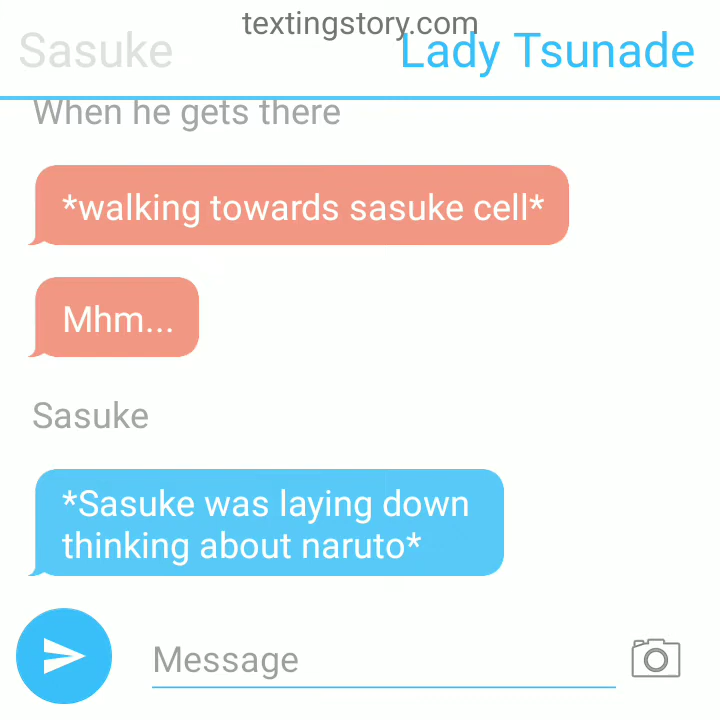 textingstory.com
Sasuke
Lady Tsunade
When he gets there
*walking towards sasuke cell*
Mhm...
Sasuke
*Sasuke was laying down
thinking about naruto*
Message